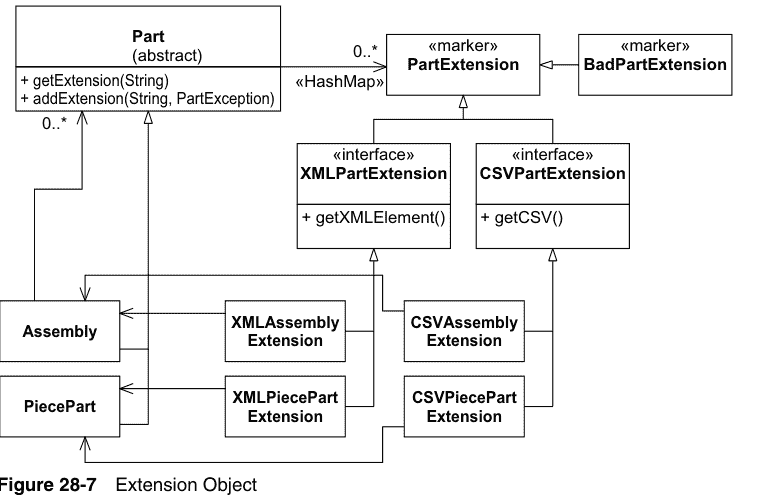 Part
(abstract)
+ getExtension(String)
+ addExtension(String, PartException)
0..*
«HashMap»
«marker»
PartExtension
«marker»
BadPartExtension
0..*
«interface»
XMLPartExtension
+ getXMLElement()
«interface»
CSVPartExtension
+ getCSV()
Assembly
XMLAssembly
Extension
CSVAssembly
Extension
PiecePart
XMLPiecePart
Extension
CSVPiecePart
Extension
Figure 28-7 Extension Object